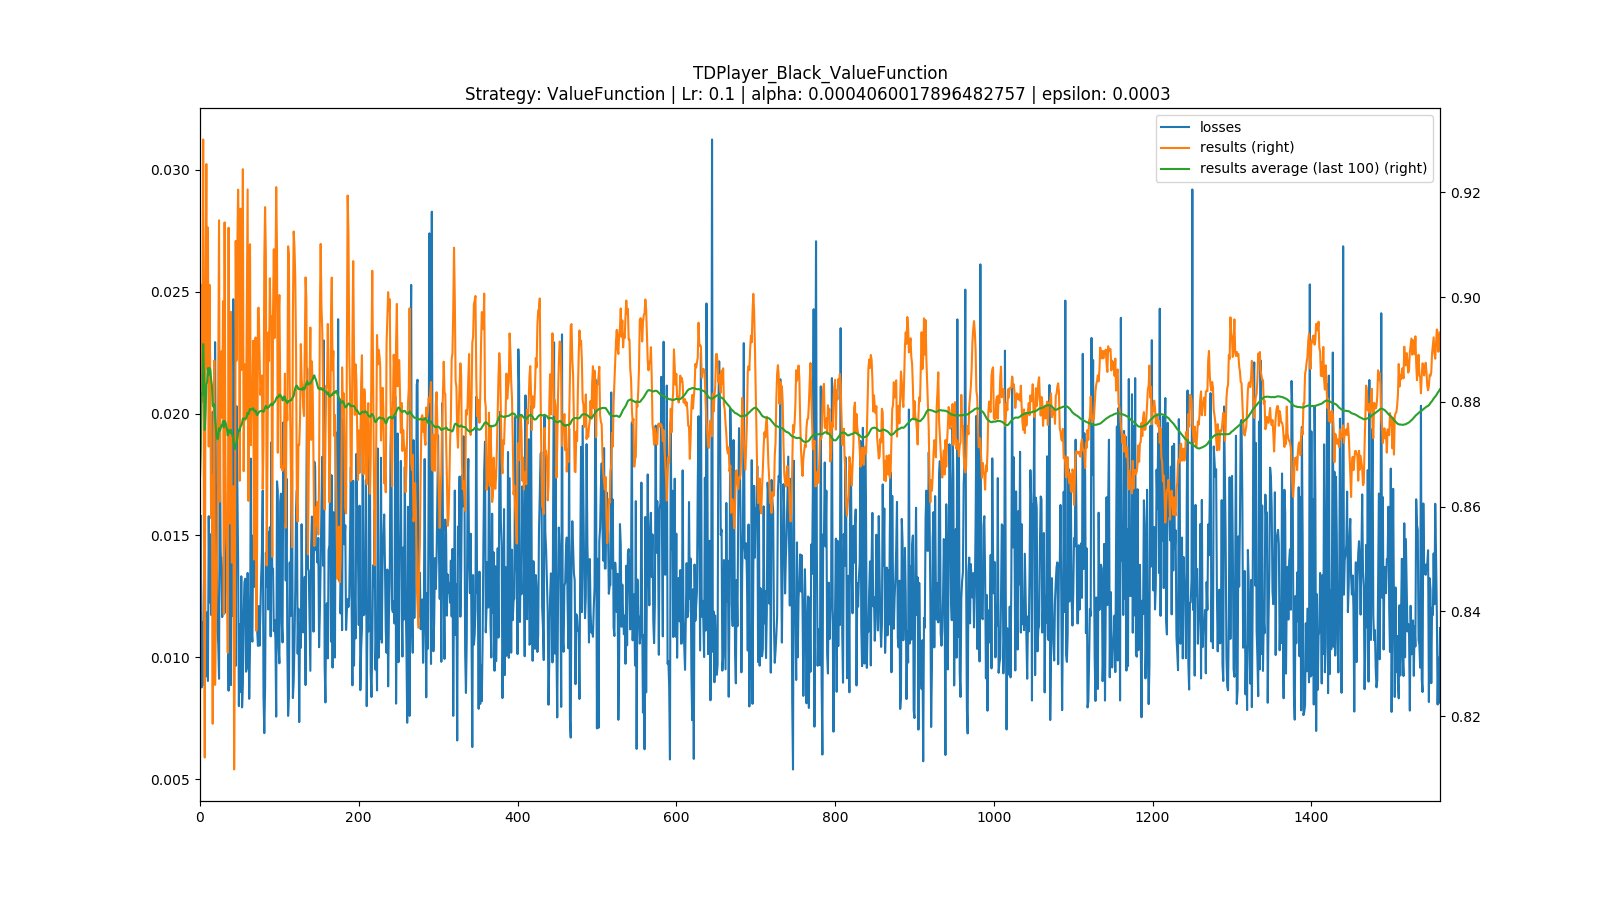 TDPlayer_Black_ValueFunction
Strategy: ValueFunction | Lr: 0.1 | alpha: 0.0004060017896482757 | epsilon: 0.0003
losses
results (right)
results average (last 100) (right)
0.030
0.025
0.020
0.015
0.010
0.005
0.92
0.90
0.88
0.86
0.84
0.82
0 200 400 600 800 1000 1200 1400